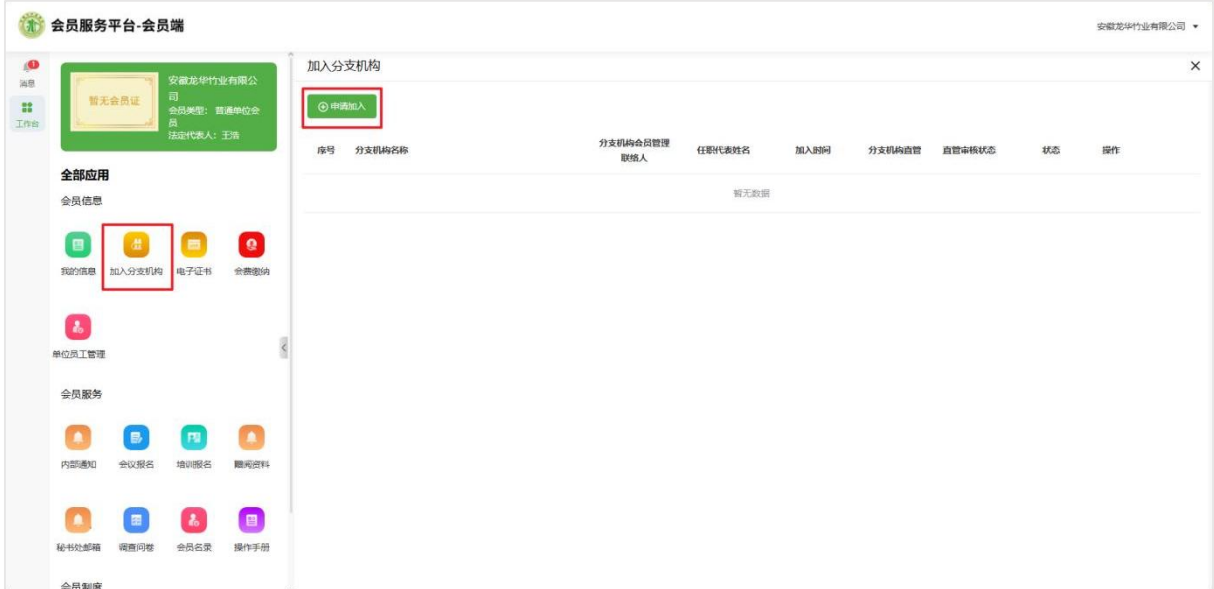 会员服务平台-会员端
安徽龙华竹业有限公司
1
消息
工作台
暂无会员证
安徽龙华竹业有限公
司
会员类型：普通单位会
员
法定代表人：王浩
全部应用
会员信息
我的信息
加入分支机构
电子证书
会费缴纳
单位员工管理
会员服务
内部通知
会议报名
培训报名
赠阅资料
秘书处邮箱
调查问卷
会员名录
操作手册
会员制度
加入分支机构
申请加入
序号
分支机构名称
分支机构会员管理
联络人
任职代表姓名
加入时间
分支机构直管
直管审核状态
状态
操作
暂无数据